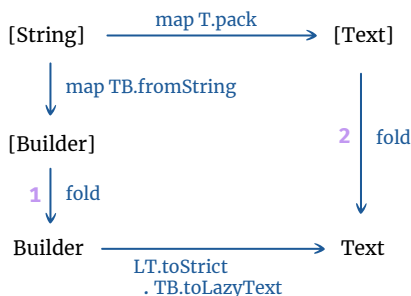 map T.pack
[String]
[Text]
map TB.fromString
[Builder]
2
fold
1
fold
Builder
Text
LT.toStrict
. TB.toLazyText